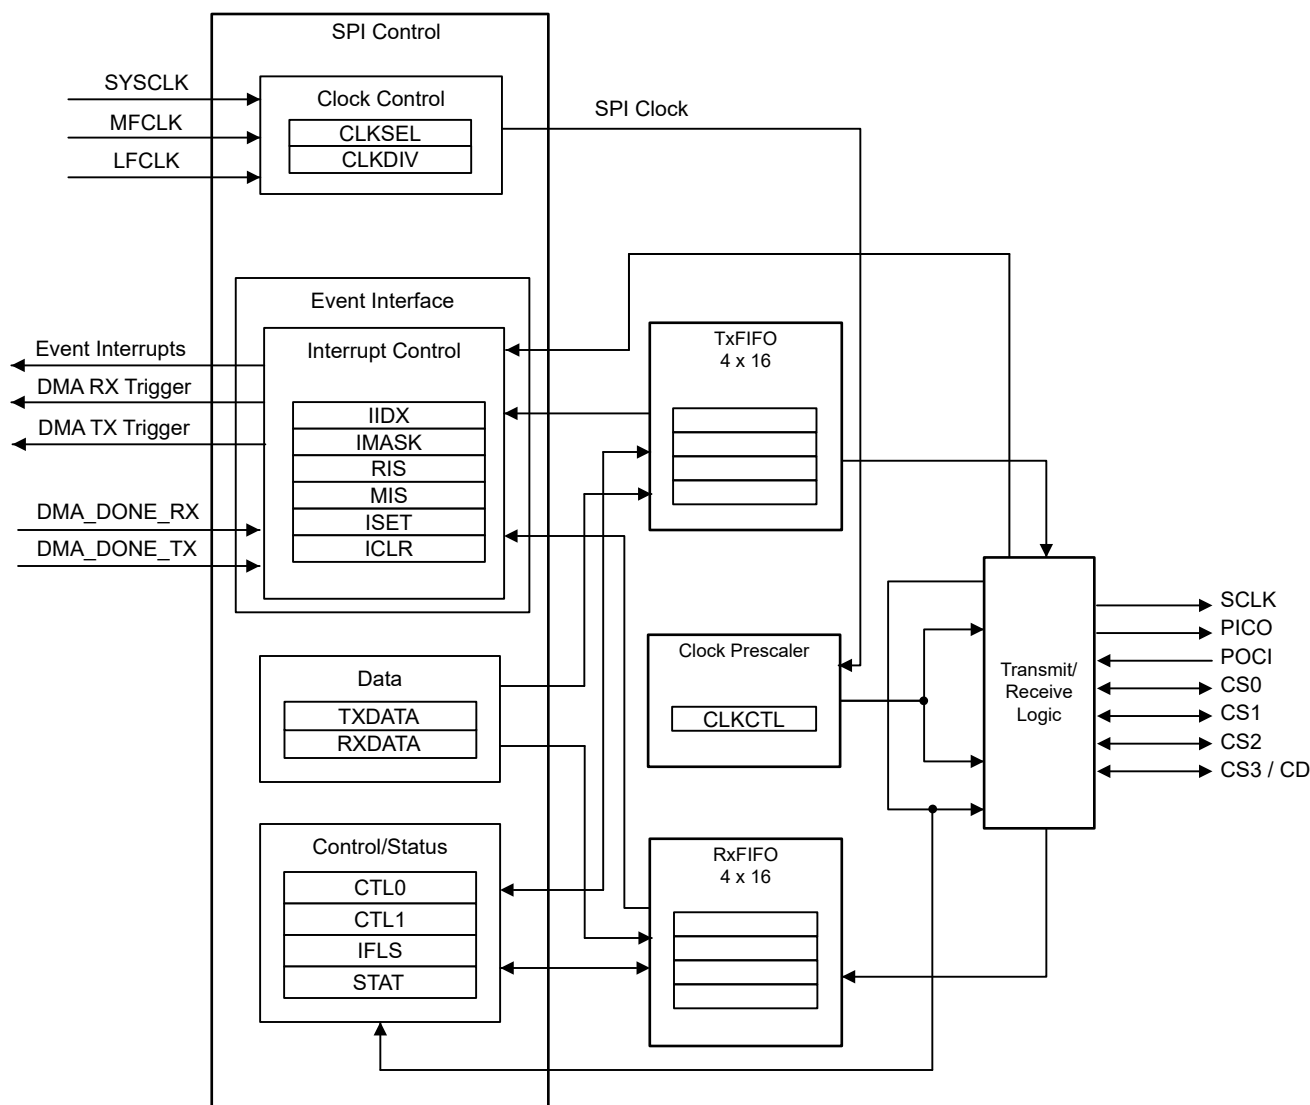 SPI Control
SYSCLK
MFCLK
LFCLK
Clock Control
CLKSEL
CLKDIV
SPI Clock
Event Interface
Interrupt Control
IIDX
IMASK
RIS
MIS
ISET
ICLR
Event Interrupts
DMA RX Trigger
DMA TX Trigger
DMA_DONE_RX
DMA_DONE_TX
TxFIFO
4 x 16
Data
TXDATA
RXDATA
Clock Prescaler
CLKCTL
Transmit/
Receive
Logic
SCLK
PICO
POCI
CS0
CS1
CS2
CS3 / CD
Control/Status
CTL0
CTL1
IFLS
STAT
RxFIFO
4 x 16